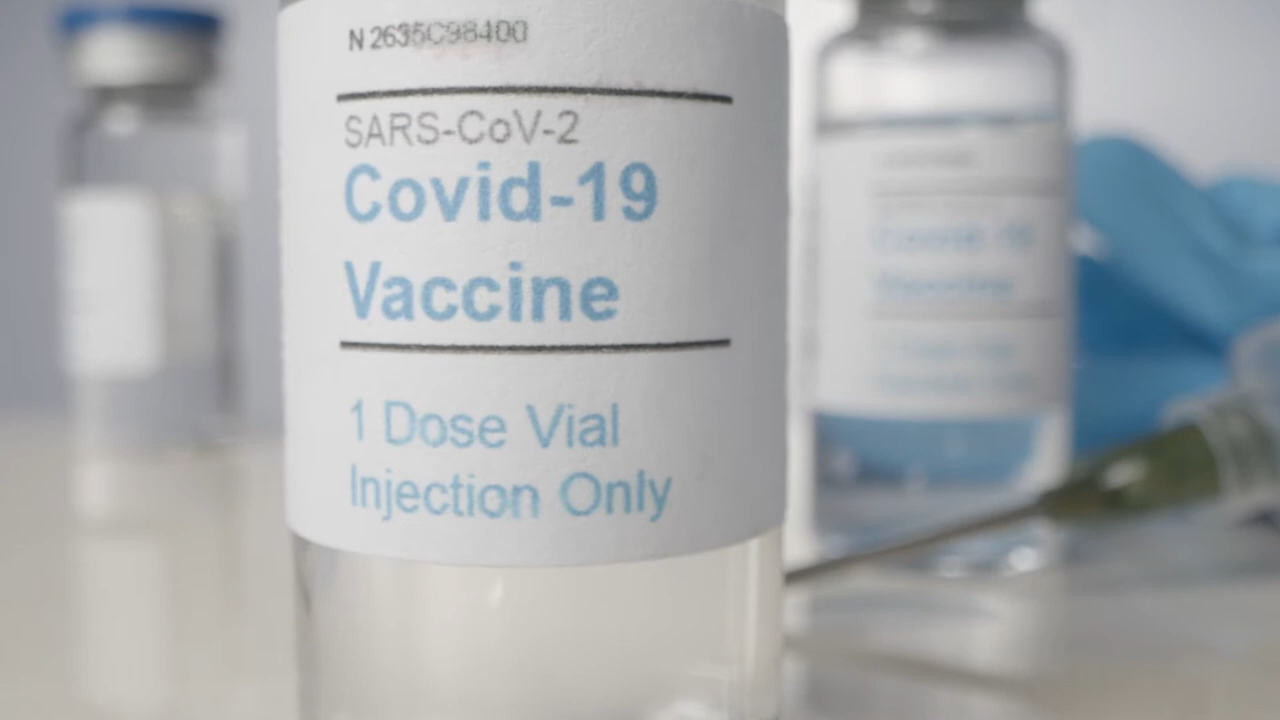 N 2635C98400
SARS-CoV-2
Covid-19
Vaccine
1 Dose Vial
Injection Only